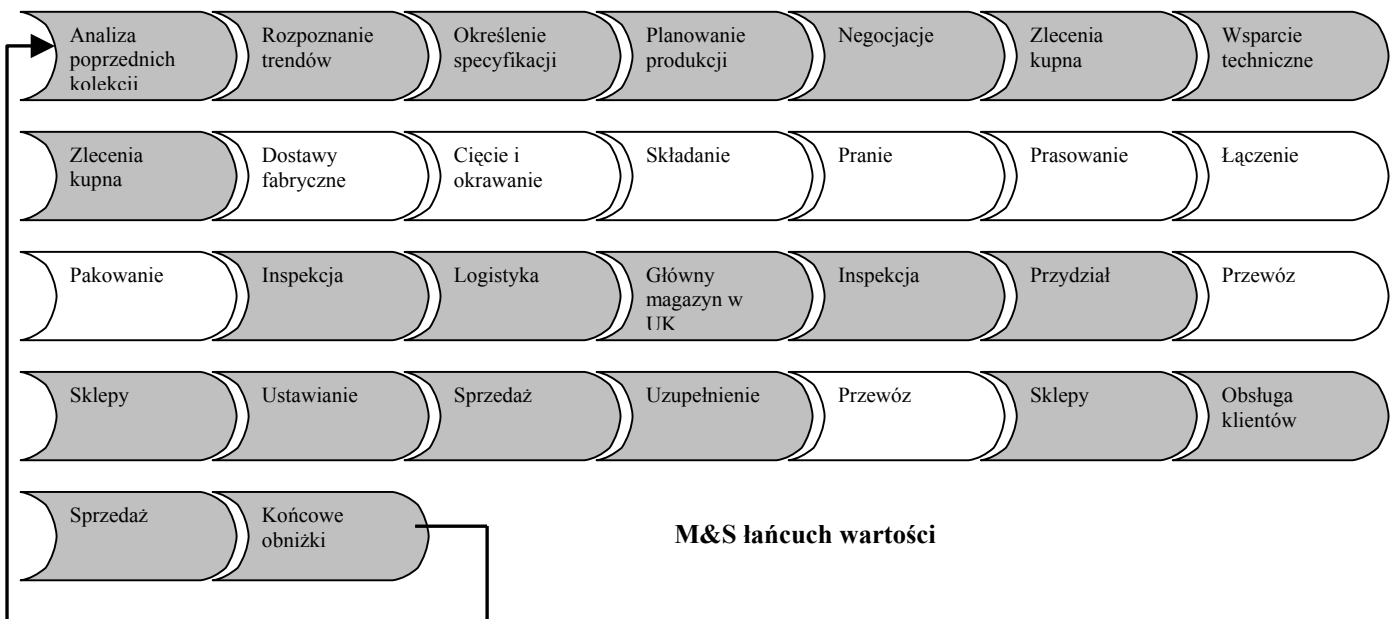 Analiza
poprzednich
kolekcji
Rozpoznanie
trendów
Określenie
specyfikacji
Planowanie
produkcji
Negocjacje
Zlecenia
kupna
Wsparcie
techniczne
Zlecenia
kupna
Dostawy
fabryczne
Cięcie i
okrawanie
Składanie
Pranie
Prasowanie
Łączenie
Pakowanie
Inspekcja
Logistyka
Główny
magazyn w
UK
Inspekcja
Przydział
Przewóz
Sklepy
Ustawianie
Sprzedaż
Uzupełnienie
Przewóz
Sklepy
Obsługa
klientów
Sprzedaż
Końcowe
obniżki
M&S łańcuch wartości